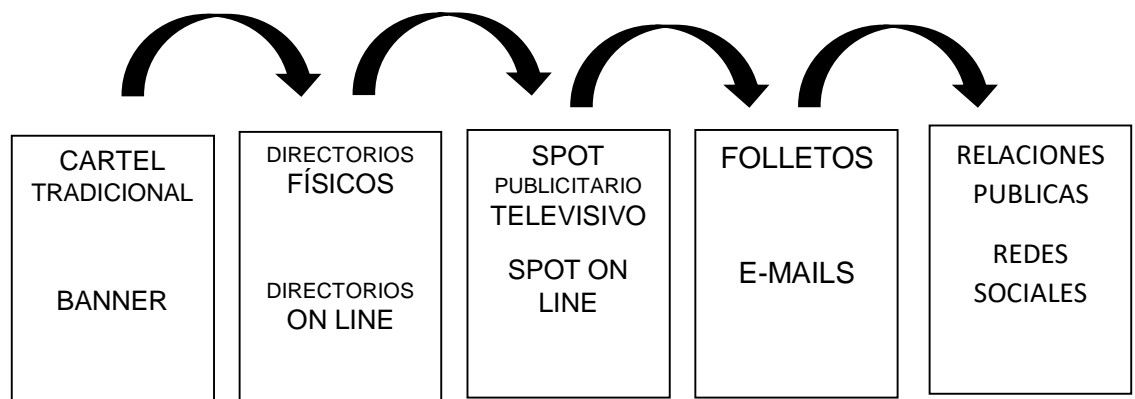 CARTEL
TRADICIONAL
BANNER
DIRECTORIOS
FÍSICOS
DIRECTORIOS
ON LINE
SPOT
PUBLICITARIO
TELEVISIVO
SPOT ON
LINE
FOLLETOS
E-MAILS
RELACIONES
PUBLICAS
REDES
SOCIALES